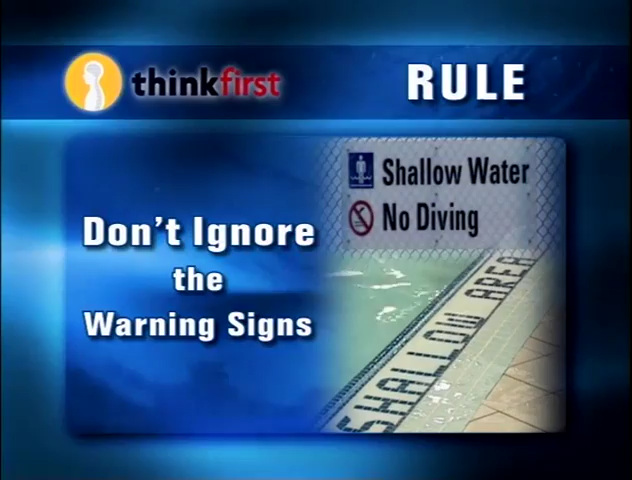 thinkfirst
RULE
Don't Ignore
the
Warning Signs
Shallow Water
No Diving
SHALLOW AREA